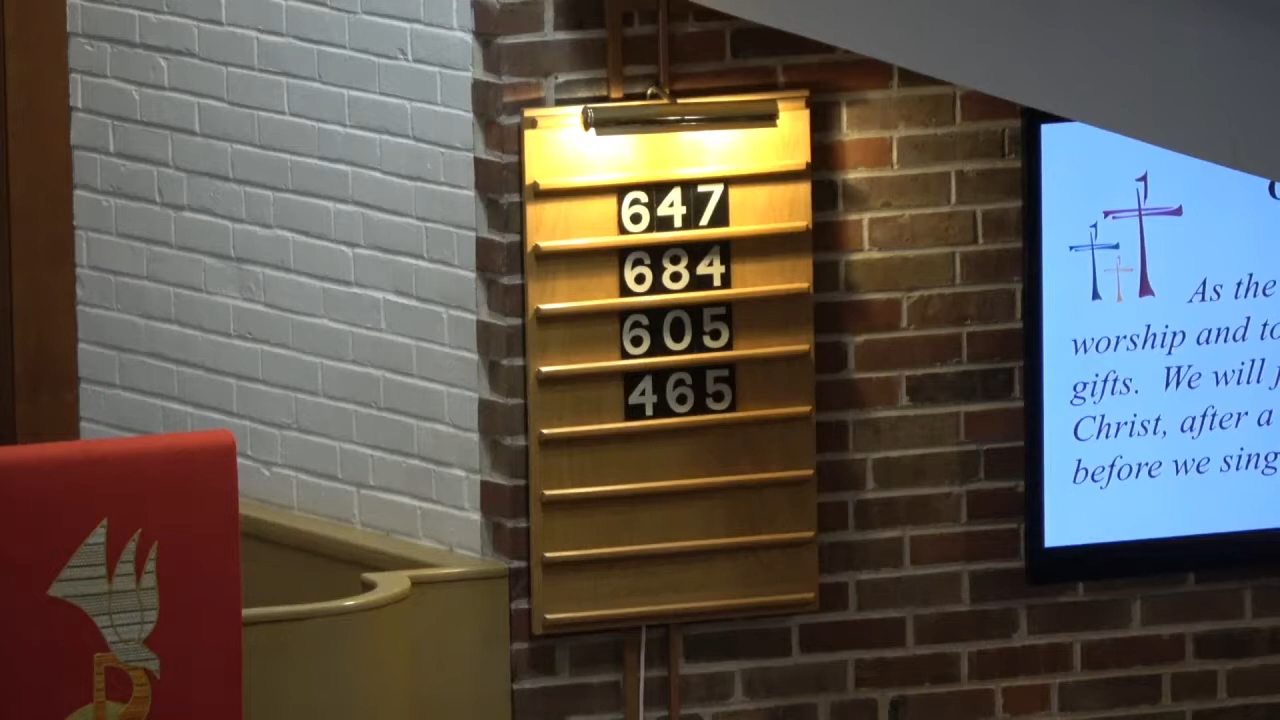 647
684
605
465
As the
worship and to
gifts. We will
Christ, after a
before we sing